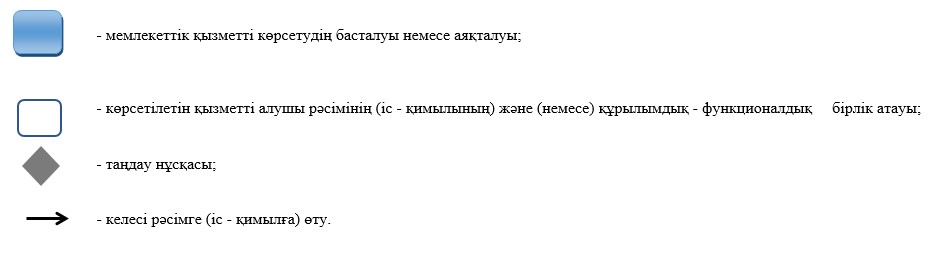 - мемлекеттік қызметті көрсетудің басталуы немесе аяқталуы;
- көрсетілетін қызметті алушы рәсімінің (іс - қимылының) және (немесе) құрылымдық - функционалдық бірлік атауы;
- таңдау нұсқасы;
- келесі рәсімге (іс - қимылға) өту.